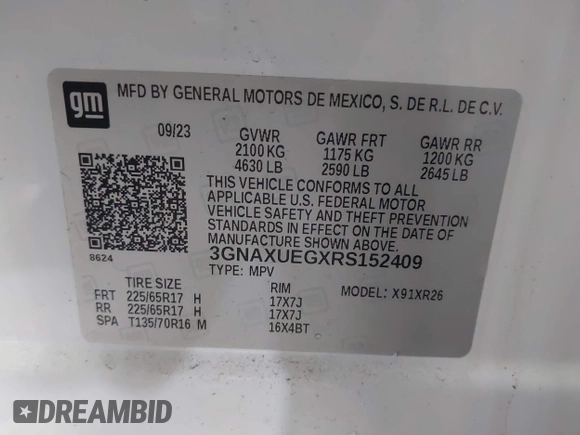 gm
MFD BY GENERAL MOTORS DE MEXICO, S. DE R.L. DE C.V.
09/23 GVWR GAWR FRT GAWR RR
2100 KG 1175 KG 1200 KG
4630 LB 2590 LB 2645 LB
THIS VEHICLE CONFORMS TO ALL
APPLICABLE U.S. FEDERAL MOTOR
VEHICLE SAFETY AND THEFT PREVENTION
STANDARDS IN EFFECT ON THE DATE OF
MANUFACTURE SHOWN ABOVE.
8624 3GNAXUEGXRS152409
TYPE: MPV
TIRE SIZE RIM MODEL: X91XR26
FRT 225/65R17 H 17X7J
RR 225/65R17 H 17X7J
SPA T135/70R16 M 16X4BT
DREAMBID